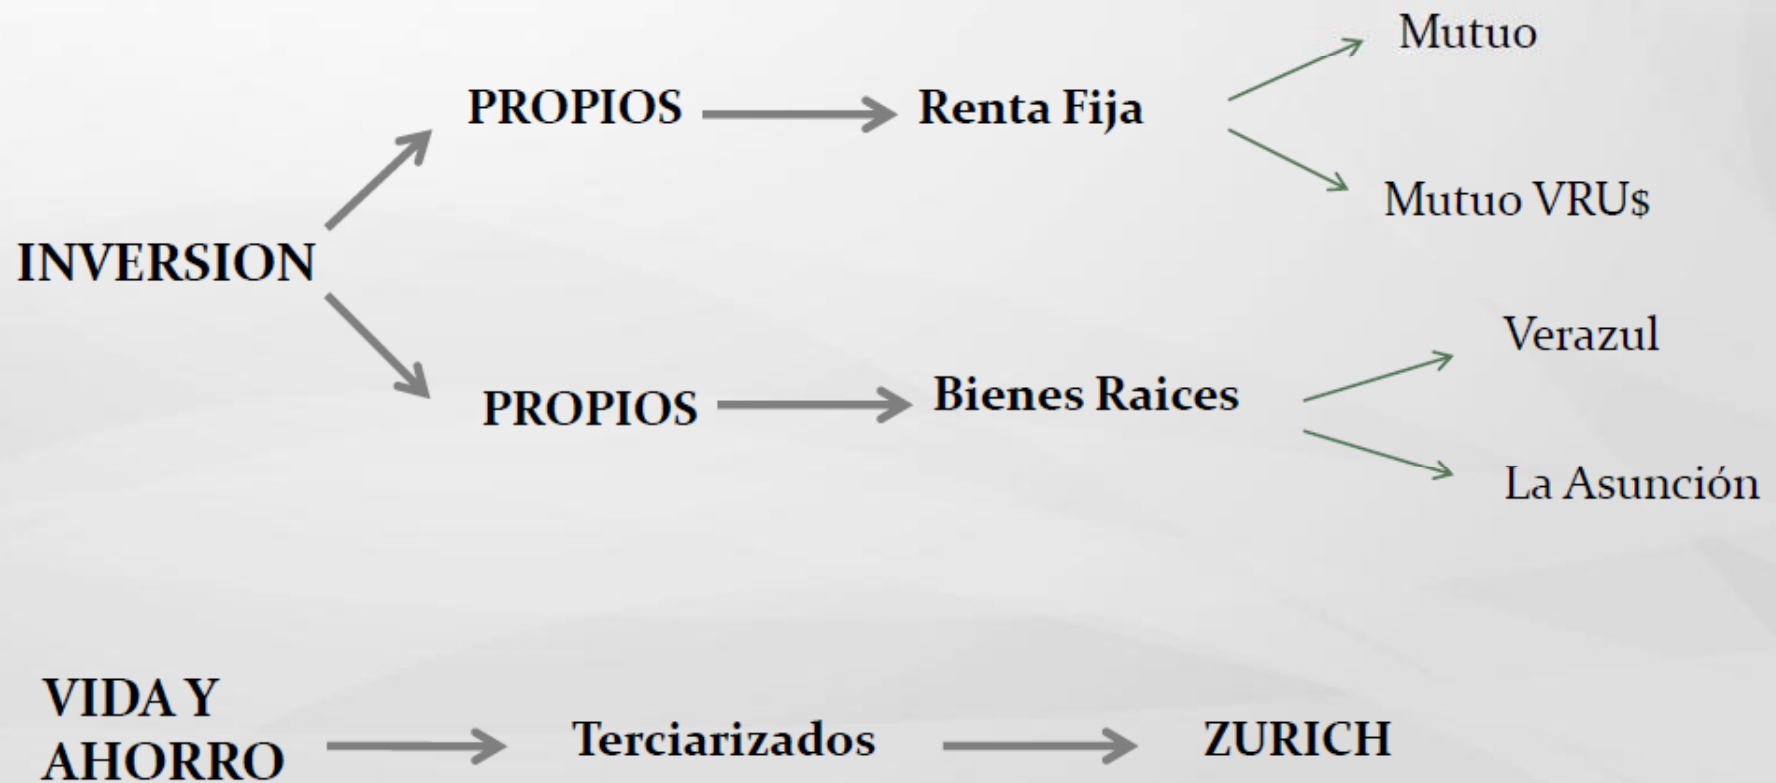 Mutuo
PROPIOS
Renta Fija
Mutuo VRU$
INVERSION
Verazul
PROPIOS
Bienes Raices
La Asunción
VIDA Y
AHORRO
Terciarizados
ZURICH